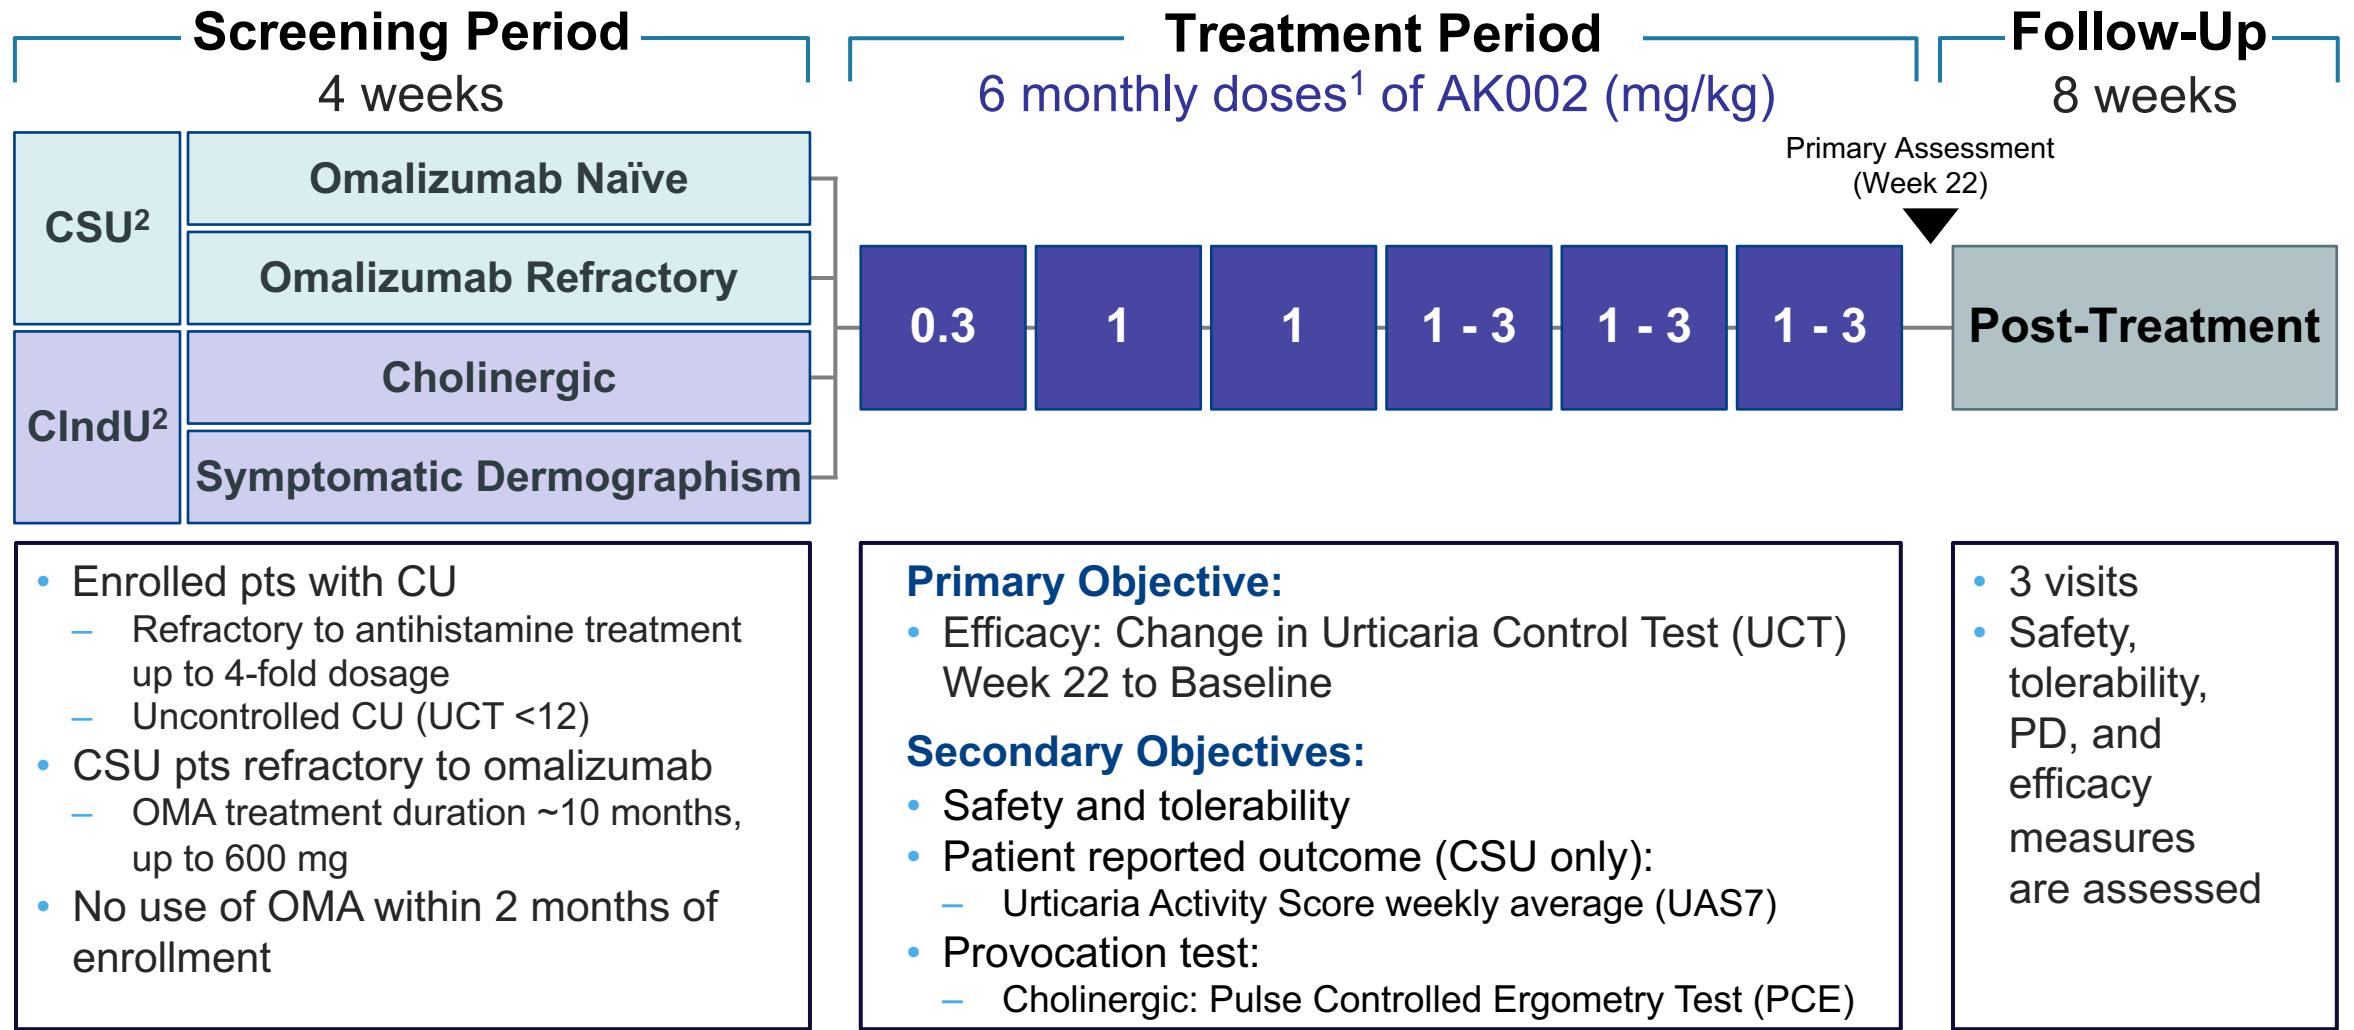 Screening Period
4 weeks
Treatment Period
6 monthly doses¹ of AK002 (mg/kg)
Follow-Up
8 weeks
CSU²
Omalizumab Naïve
Omalizumab Refractory
CIndU²
Cholinergic
Symptomatic Dermographism
0.3
1
1
1 - 3
1 - 3
1 - 3
Primary Assessment
(Week 22)
Post-Treatment
• Enrolled pts with CU
– Refractory to antihistamine treatment
up to 4-fold dosage
– Uncontrolled CU (UCT <12)
• CSU pts refractory to omalizumab
– OMA treatment duration ~10 months,
up to 600 mg
• No use of OMA within 2 months of
enrollment
Primary Objective:
• Efficacy: Change in Urticaria Control Test (UCT)
Week 22 to Baseline
Secondary Objectives:
• Safety and tolerability
• Patient reported outcome (CSU only):
– Urticaria Activity Score weekly average (UAS7)
• Provocation test:
– Cholinergic: Pulse Controlled Ergometry Test (PCE)
• 3 visits
• Safety,
tolerability,
PD, and
efficacy
measures
are assessed